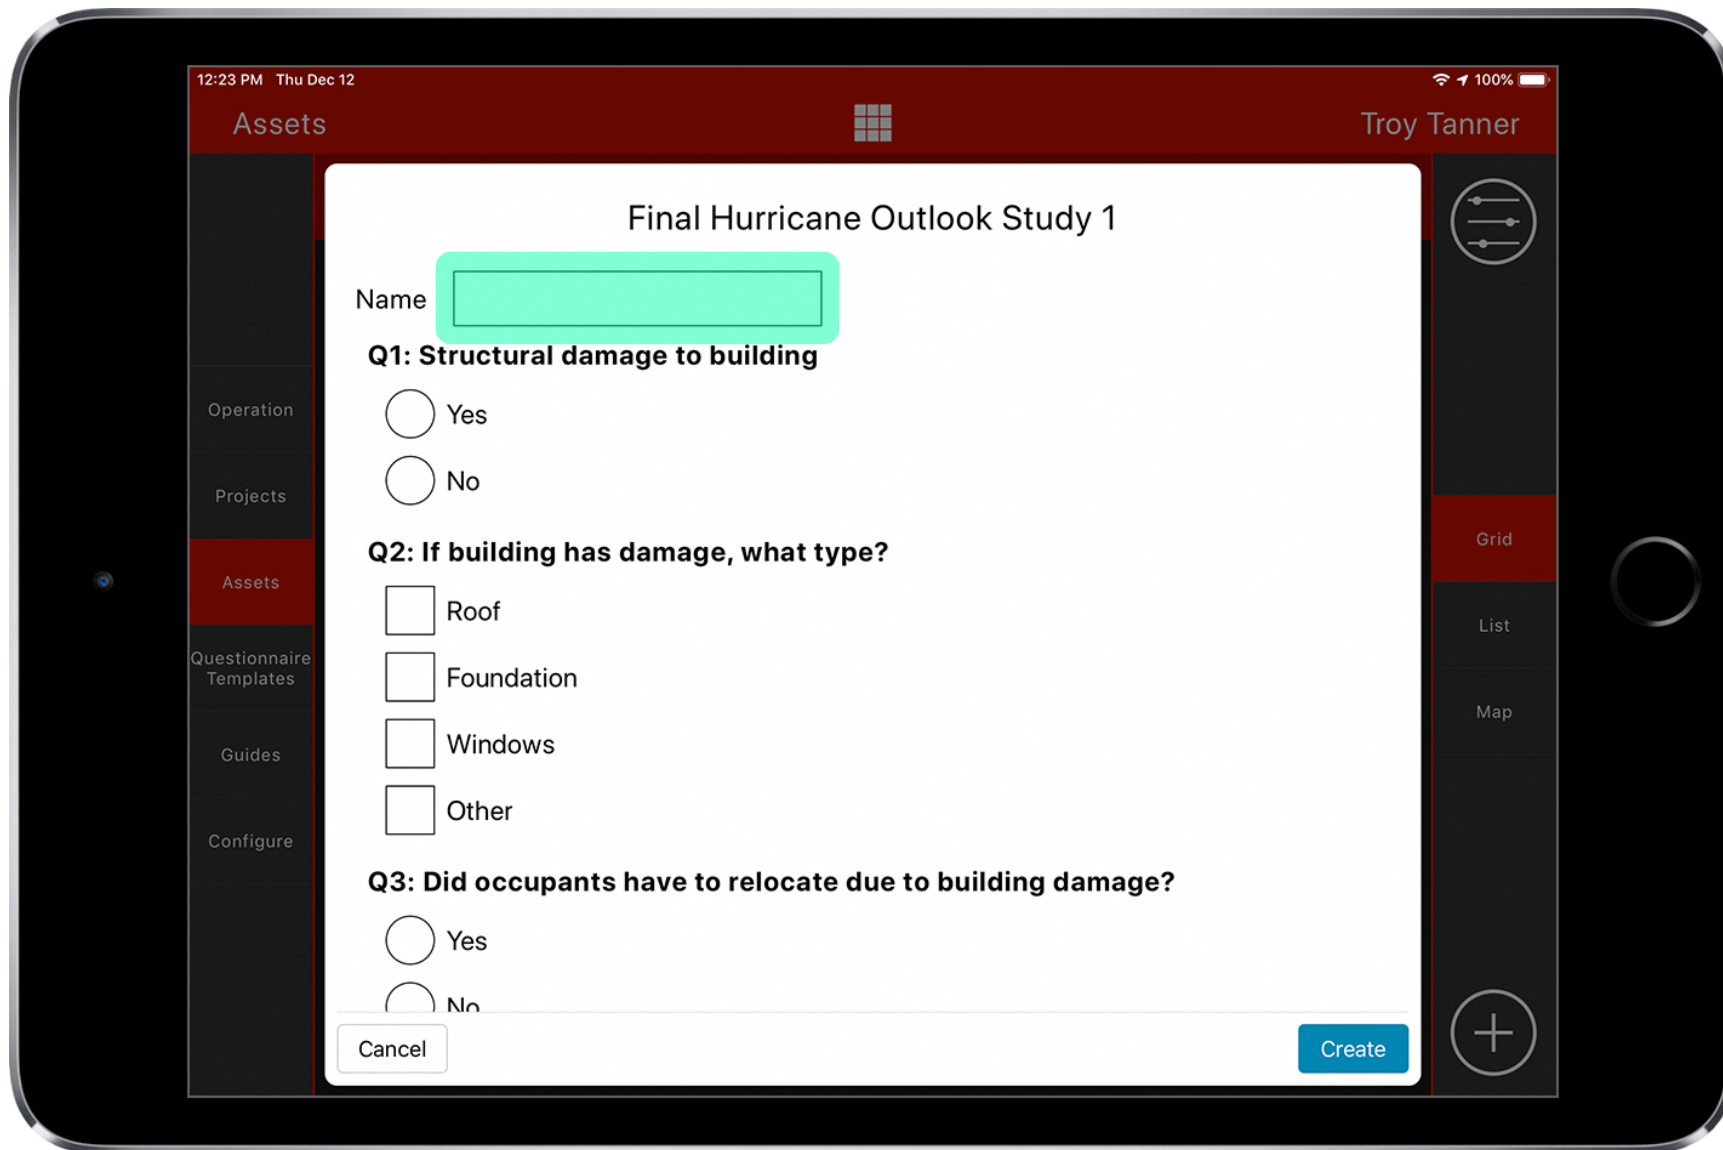 12:23 PM Thu Dec 12
100%
Assets
Troy Tanner
Final Hurricane Outlook Study 1
Name
Q1: Structural damage to building
Yes
No
Q2: If building has damage, what type?
Roof
Foundation
Windows
Other
Q3: Did occupants have to relocate due to building damage?
Yes
No
Cancel
Create
Operation
Projects
Assets
Questionnaire
Templates
Guides
Configure
Grid
List
Map